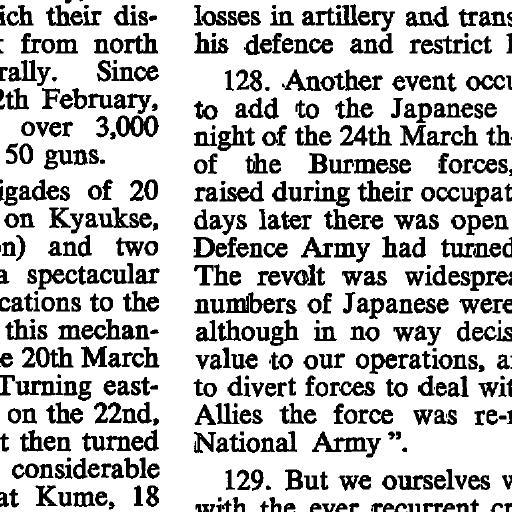 ich their dis-
from north
rally. Since
2th February,
over 3,000
50 guns.
igades of 20
on Kyaukse,
on) and two
a spectacular
cations to the
this mechan-
e 20th March
Turning east-
on the 22nd,
t then turned
considerable
at Kume, 18
losses in artillery and trans
his defence and restrict
128. Another event occu
to add to the Japanese
night of the 24th March th
of the Burmese forces,
raised during their occupat
days later there was open
Defence Army had turned
The revolt was widesprea
numbers of Japanese were
although in no way decis
value to our operations, a
to divert forces to deal wit
Allies the force was re-
National Army".
129. But we ourselves w
with the ever recurrent cr